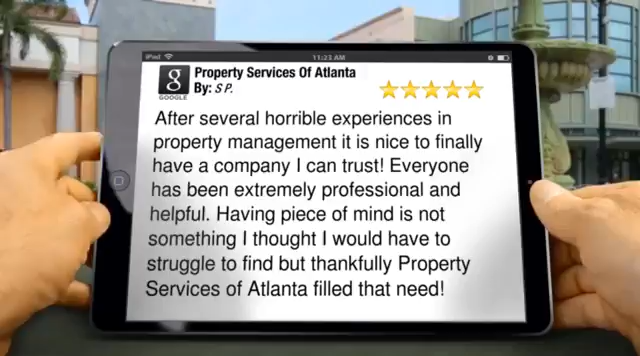 iPod
11:23 AM
g
GOOGLE
Property Services Of Atlanta
By: S P.
After several horrible experiences in
property management it is nice to finally
have a company I can trust! Everyone
has been extremely professional and
helpful. Having piece of mind is not
something I thought I would have to
struggle to find but thankfully Property
Services of Atlanta filled that need!